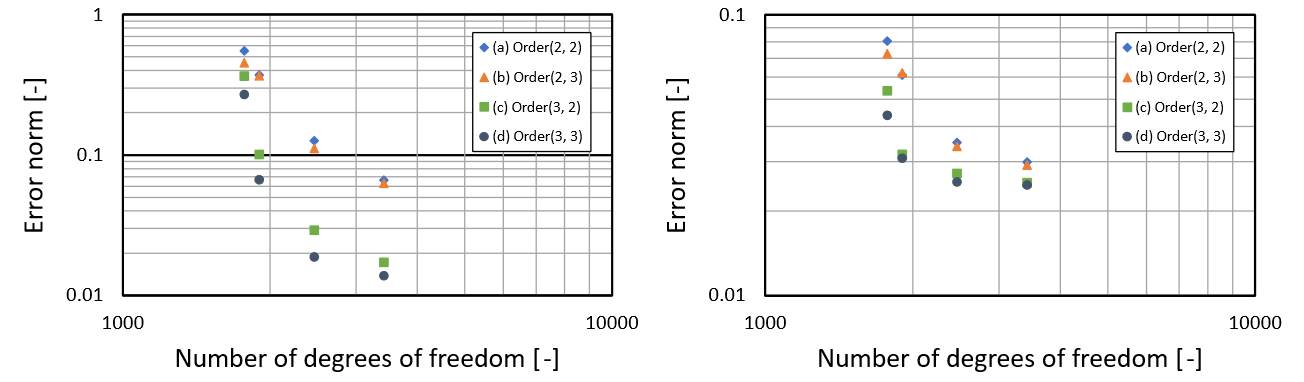 1
0.1
0.01
1000
10000
Error norm [-]
Number of degrees of freedom [-]
(a) Order(2, 2)
(b) Order(2, 3)
(c) Order(3, 2)
(d) Order(3, 3)
0.1
0.01
1000
10000
Error norm [-]
Number of degrees of freedom [-]
(a) Order(2, 2)
(b) Order(2, 3)
(c) Order(3, 2)
(d) Order(3, 3)